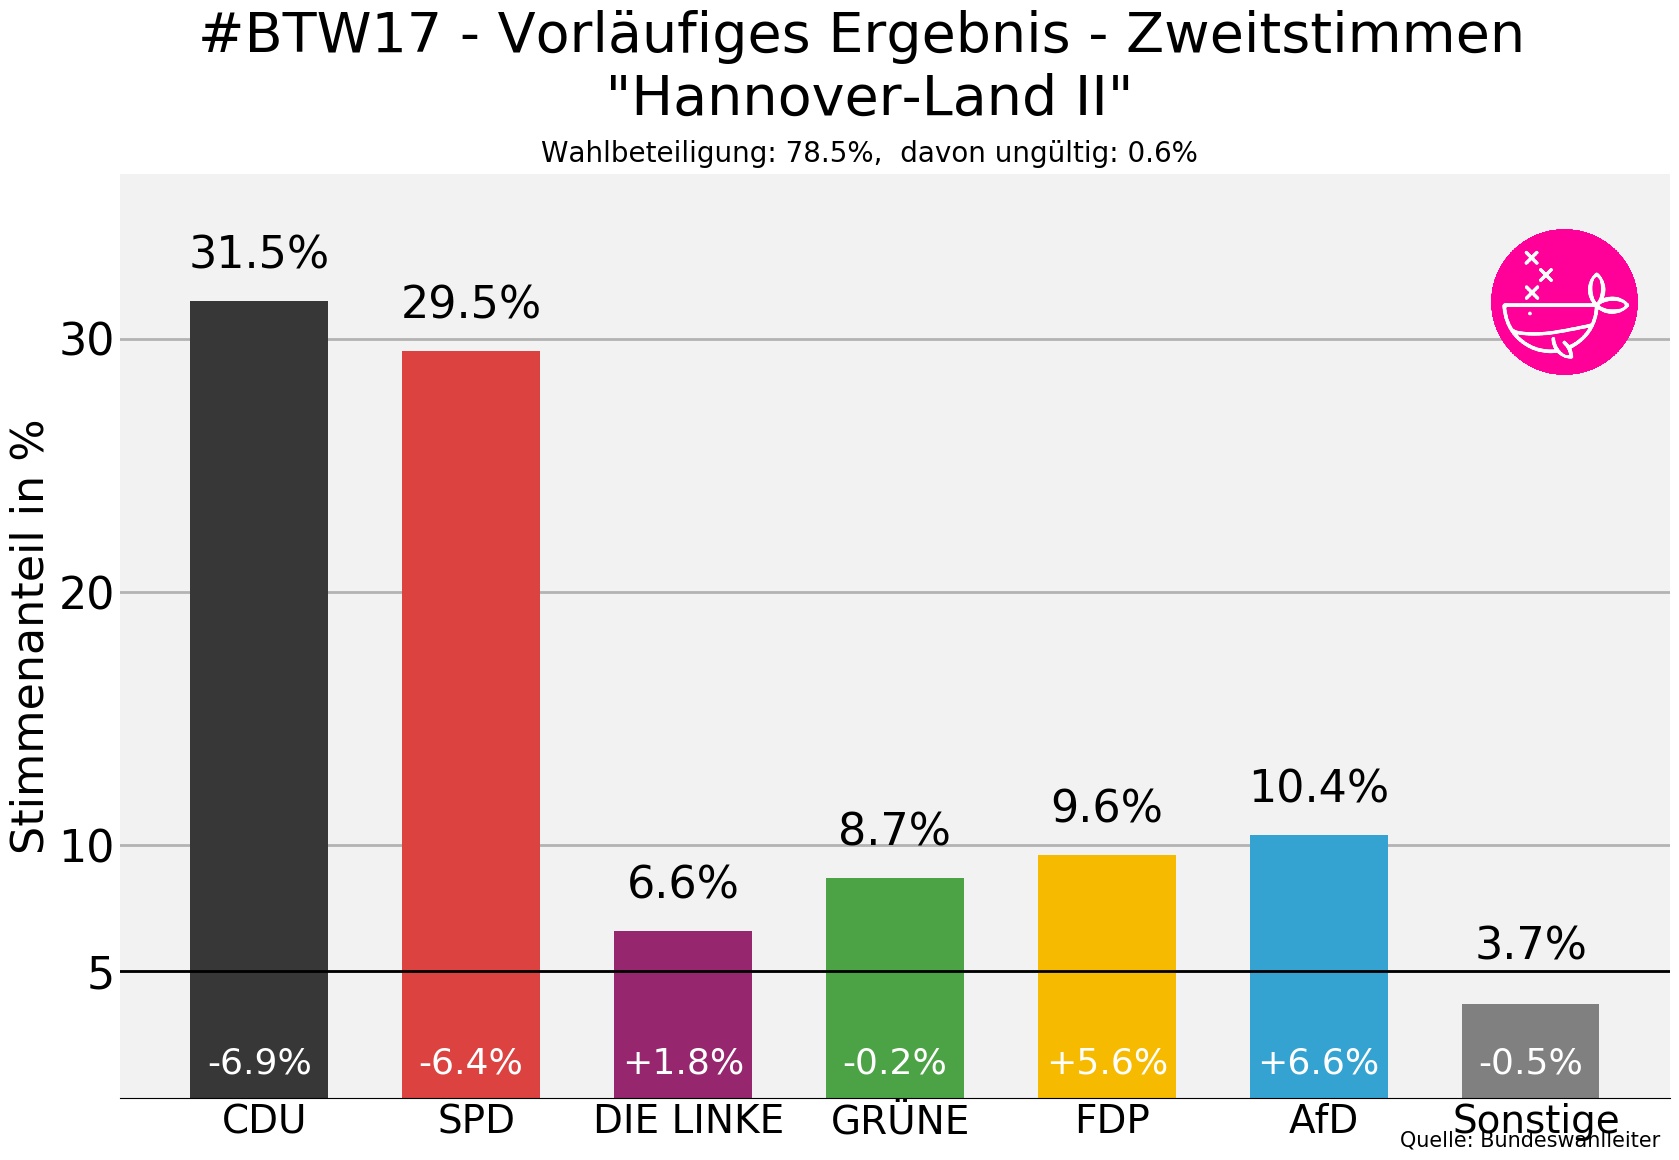 #BTW17 - Vorläufiges Ergebnis - Zweitstimmen
"Hannover-Land II"
Wahlbeteiligung: 78.5%, davon ungültig: 0.6%
Stimmenanteil in %
30
20
10
5
31.5%
29.5%
6.6%
8.7%
9.6%
10.4%
3.7%
-6.9%
-6.4%
+1.8%
-0.2%
+5.6%
+6.6%
-0.5%
CDU
SPD
DIE LINKE
GRÜNE
FDP
AfD
Sonstige
Quelle: Bundeswahlleiter